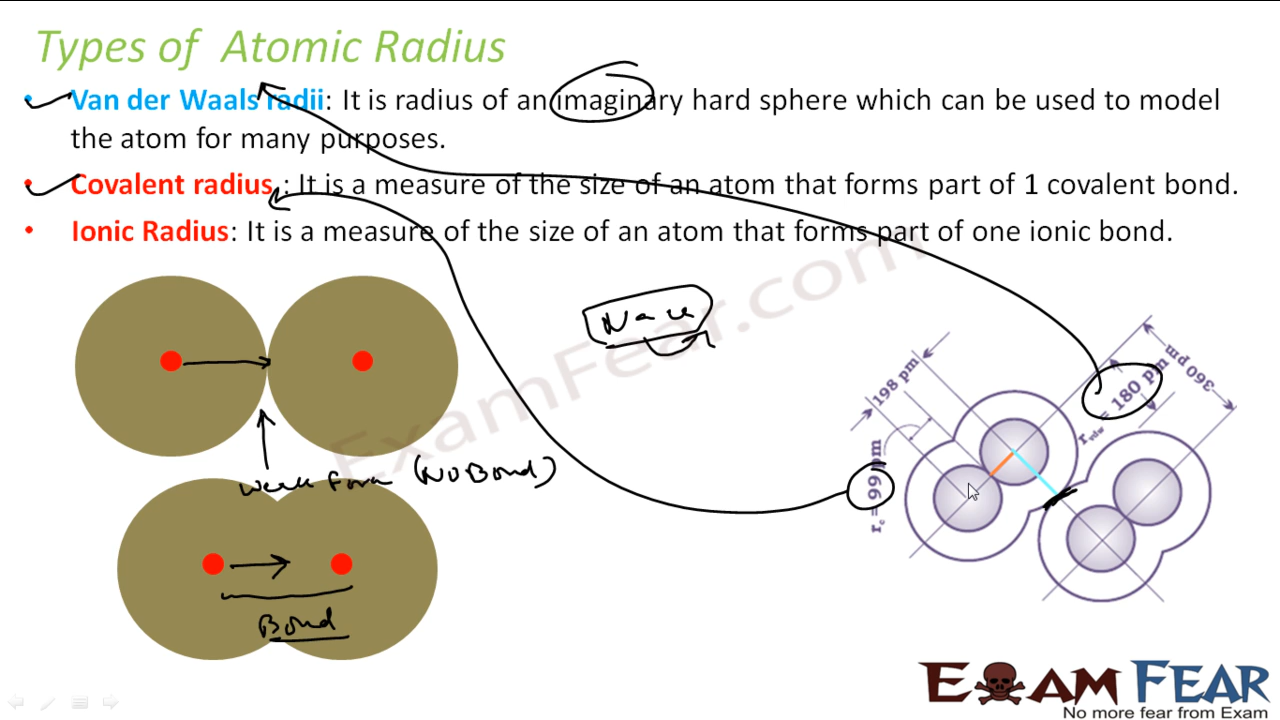 Types of Atomic Radius
• Van der Waals radii: It is radius of an imaginary hard sphere which can be used to model
the atom for many purposes.
• Covalent radius : It is a measure of the size of an atom that forms part of 1 covalent bond.
• Ionic Radius: It is a measure of the size of an atom that forms part of one ionic bond.
ExamFear.com
198 pm
360 pm
r_vdw = 180 pm
r_c = 99 pm
Weak Force (No Bond)
Bond
EXAM FEAR
No more fear from Exam